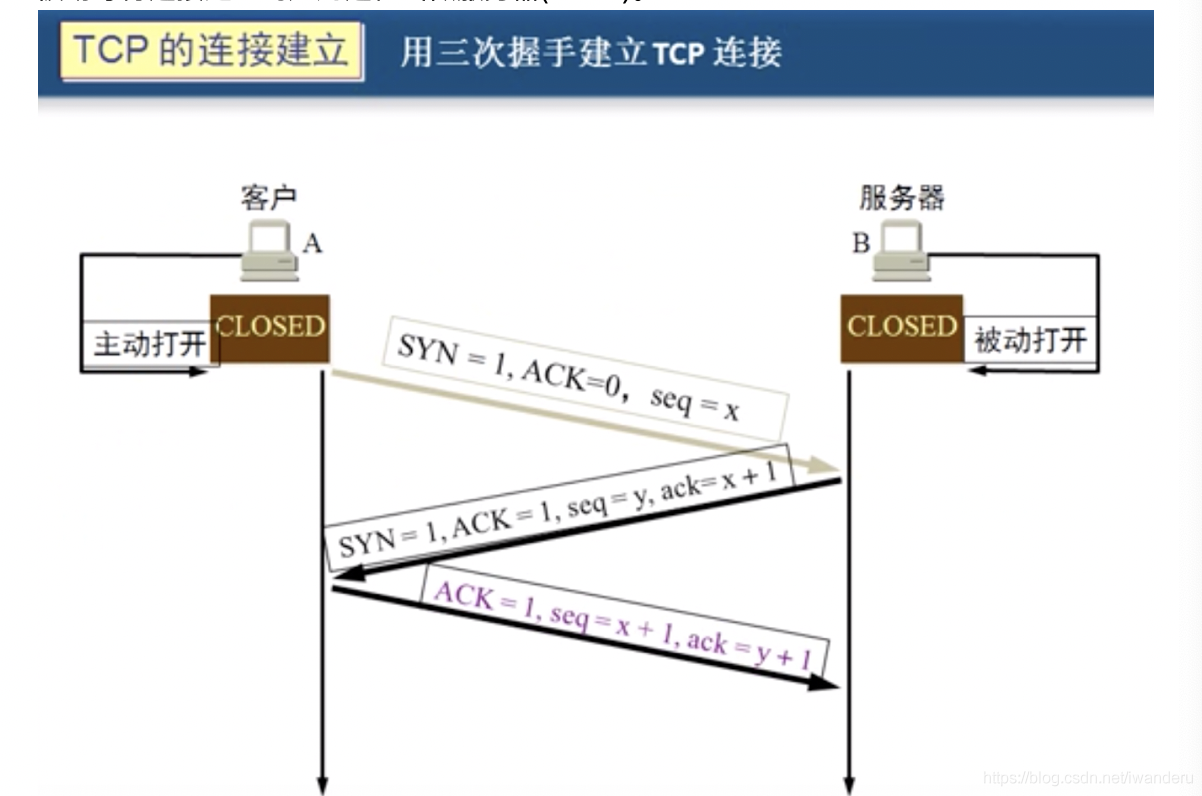 TCP 的连接建立 用三次握手建立 TCP 连接
客户
服务器
A
B
CLOSED
CLOSED
主动打开
被动打开
SYN = 1, ACK=0，seq = x
SYN = 1, ACK = 1, seq = y, ack= x + 1
ACK = 1, seq = x + 1, ack = y + 1
https://blog.csdn.net/iwanderu